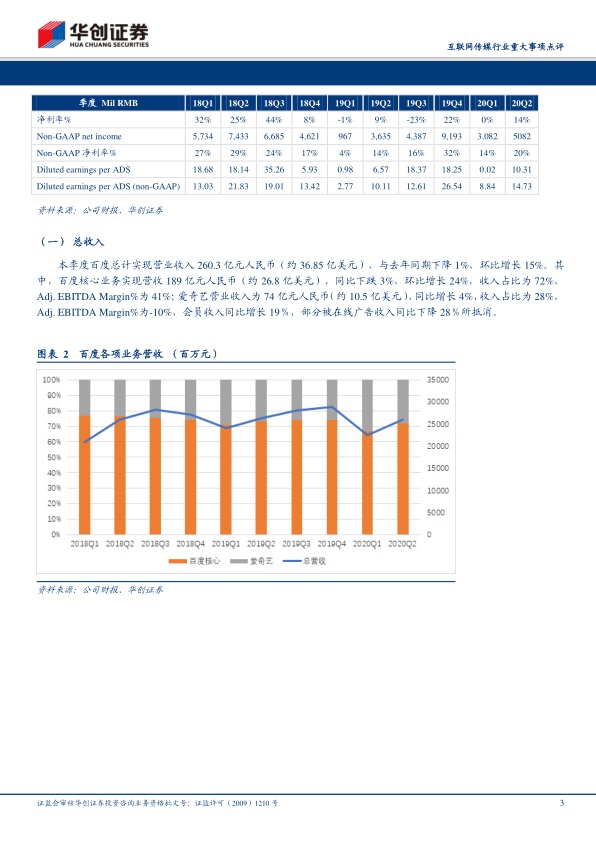 华创证券
HUA CHUANG SECURITIES
互联网传媒行业重大事项点评
季度 Mil RMB 18Q1 18Q2 18Q3 18Q4 19Q1 19Q2 19Q3 19Q4 20Q1 20Q2
净利率% 32% 25% 44% 8% -1% 9% -23% 22% 0% 14%
Non-GAAP net income 5,734 7,433 6,685 4,621 967 3,635 4,387 9,193 3,082 5082
Non-GAAP 净利率% 27% 29% 24% 17% 4% 14% 16% 32% 14% 20%
Diluted earnings per ADS 18.68 18.14 35.26 5.93 0.98 6.57 18.37 18.25 0.02 10.31
Diluted earnings per ADS (non-GAAP) 13.03 21.83 19.01 13.42 2.77 10.11 12.61 26.54 8.84 14.73
资料来源：公司财报、华创证券
（一） 总收入
本季度百度总计实现营业收入 260.3 亿元人民币（约 36.85 亿美元），与去年同期下降 1%，环比增长 15%。其
中，百度核心业务实现营收 189 亿元人民币（约 26.8 亿美元），同比下跌 3%，环比增长 24%，收入占比为 72%，
Adj. EBITDA Margin%为 41%；爱奇艺营业收入为 74 亿元人民币（约 10.5 亿美元），同比增长 4%，收入占比为 28%，
Adj. EBITDA Margin%为-10%，会员收入同比增长 19%，部分被在线广告收入同比下降 28％所抵消。
图表 2 百度各项业务营收 （百万元）
100% 35000
90% 30000
80% 25000
70% 20000
60% 15000
50% 10000
40% 5000
30% 0
20%
10%
0%
2018Q1 2018Q2 2018Q3 2018Q4 2019Q1 2019Q2 2019Q3 2019Q4 2020Q1 2020Q2
百度核心 爱奇艺 总营收
资料来源：公司财报、华创证券
证监会审核华创证券投资咨询业务资格批文号：证监许可（2009）1210 号 3